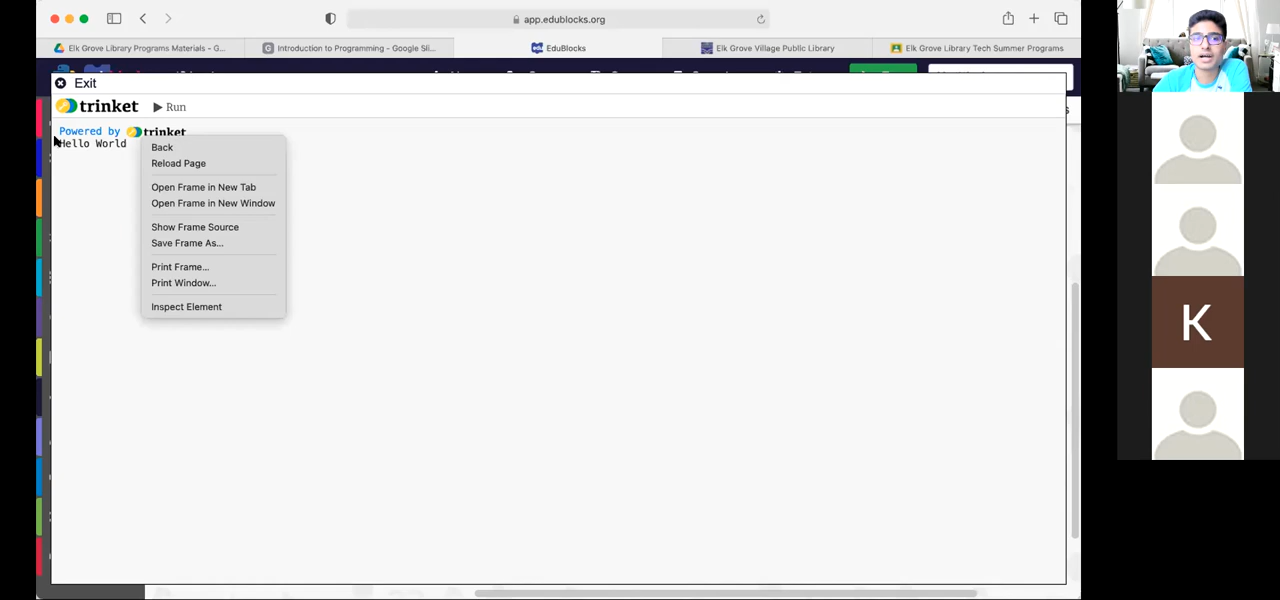 app.edublocks.org
Elk Grove Library Programs Materials – G...
Introduction to Programming - Google Sli...
EduBlocks
Elk Grove Village Public Library
Elk Grove Library Tech Summer Programs
Exit
trinket
Run
Powered by trinket
Hello World
Back
Reload Page
Open Frame in New Tab
Open Frame in New Window
Show Frame Source
Save Frame As...
Print Frame...
Print Window...
Inspect Element
K